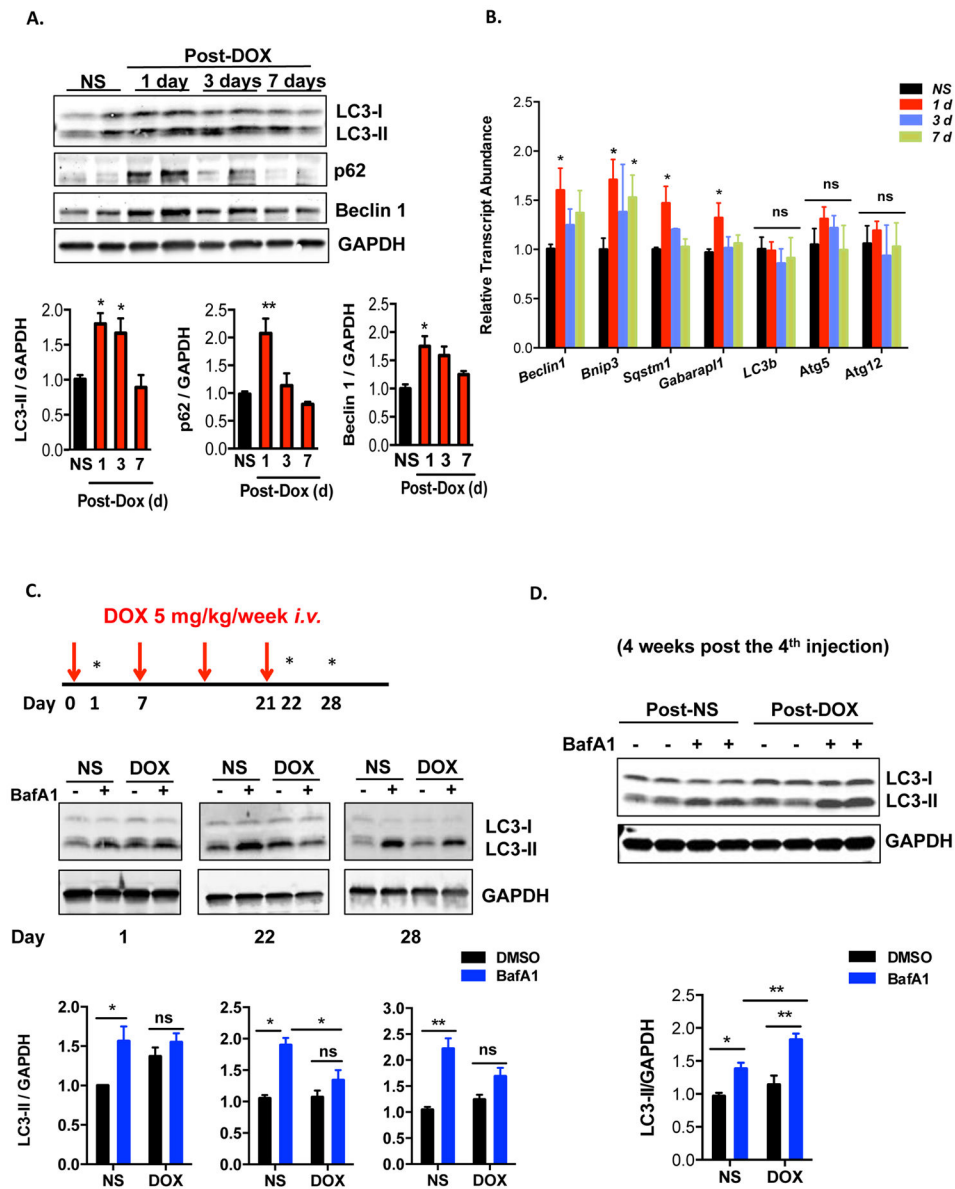 A.
Post-DOX
NS 1 day 3 days 7 days
LC3-I
LC3-II
p62
Beclin 1
GAPDH
LC3-II / GAPDH
2.0
1.5
1.0
0.5
0.0
* *
NS 1 3 7
Post-Dox (d)
p62 / GAPDH
2.5
2.0
1.5
1.0
0.5
0.0
**
NS 1 3 7
Post-Dox (d)
Beclin 1 / GAPDH
2.5
2.0
1.5
1.0
0.5
0.0
*
NS 1 3 7
Post-Dox (d)
B.
NS
1 d
3 d
7 d
Relative Transcript Abundance
2.5
2.0
1.5
1.0
0.5
0.0
* * * * * ns ns ns
Beclin1 Bnip3 Sqstm1 Gabarapl1 LC3b Atg5 Atg12
C.
DOX 5 mg/kg/week i.v.
* * *
Day 0 1 7 21 22 28
NS DOX NS DOX NS DOX
BafA1 - + - + - + - + - + - +
LC3-I
LC3-II
GAPDH
Day 1 22 28
DMSO
BafA1
LC3-II / GAPDH
2.0
1.5
1.0
0.5
0.0
* ns
NS DOX
2.5
2.0
1.5
1.0
0.5
0.0
* * ns
NS DOX
3.0
2.5
2.0
1.5
1.0
0.5
0.0
** ns
NS DOX
D.
(4 weeks post the 4th injection)
Post-NS Post-DOX
BafA1 - - + + - - + +
LC3-I
LC3-II
GAPDH
DMSO
BafA1
LC3-II/GAPDH
2.5
2.0
1.5
1.0
0.5
0.0
**
* **
NS DOX